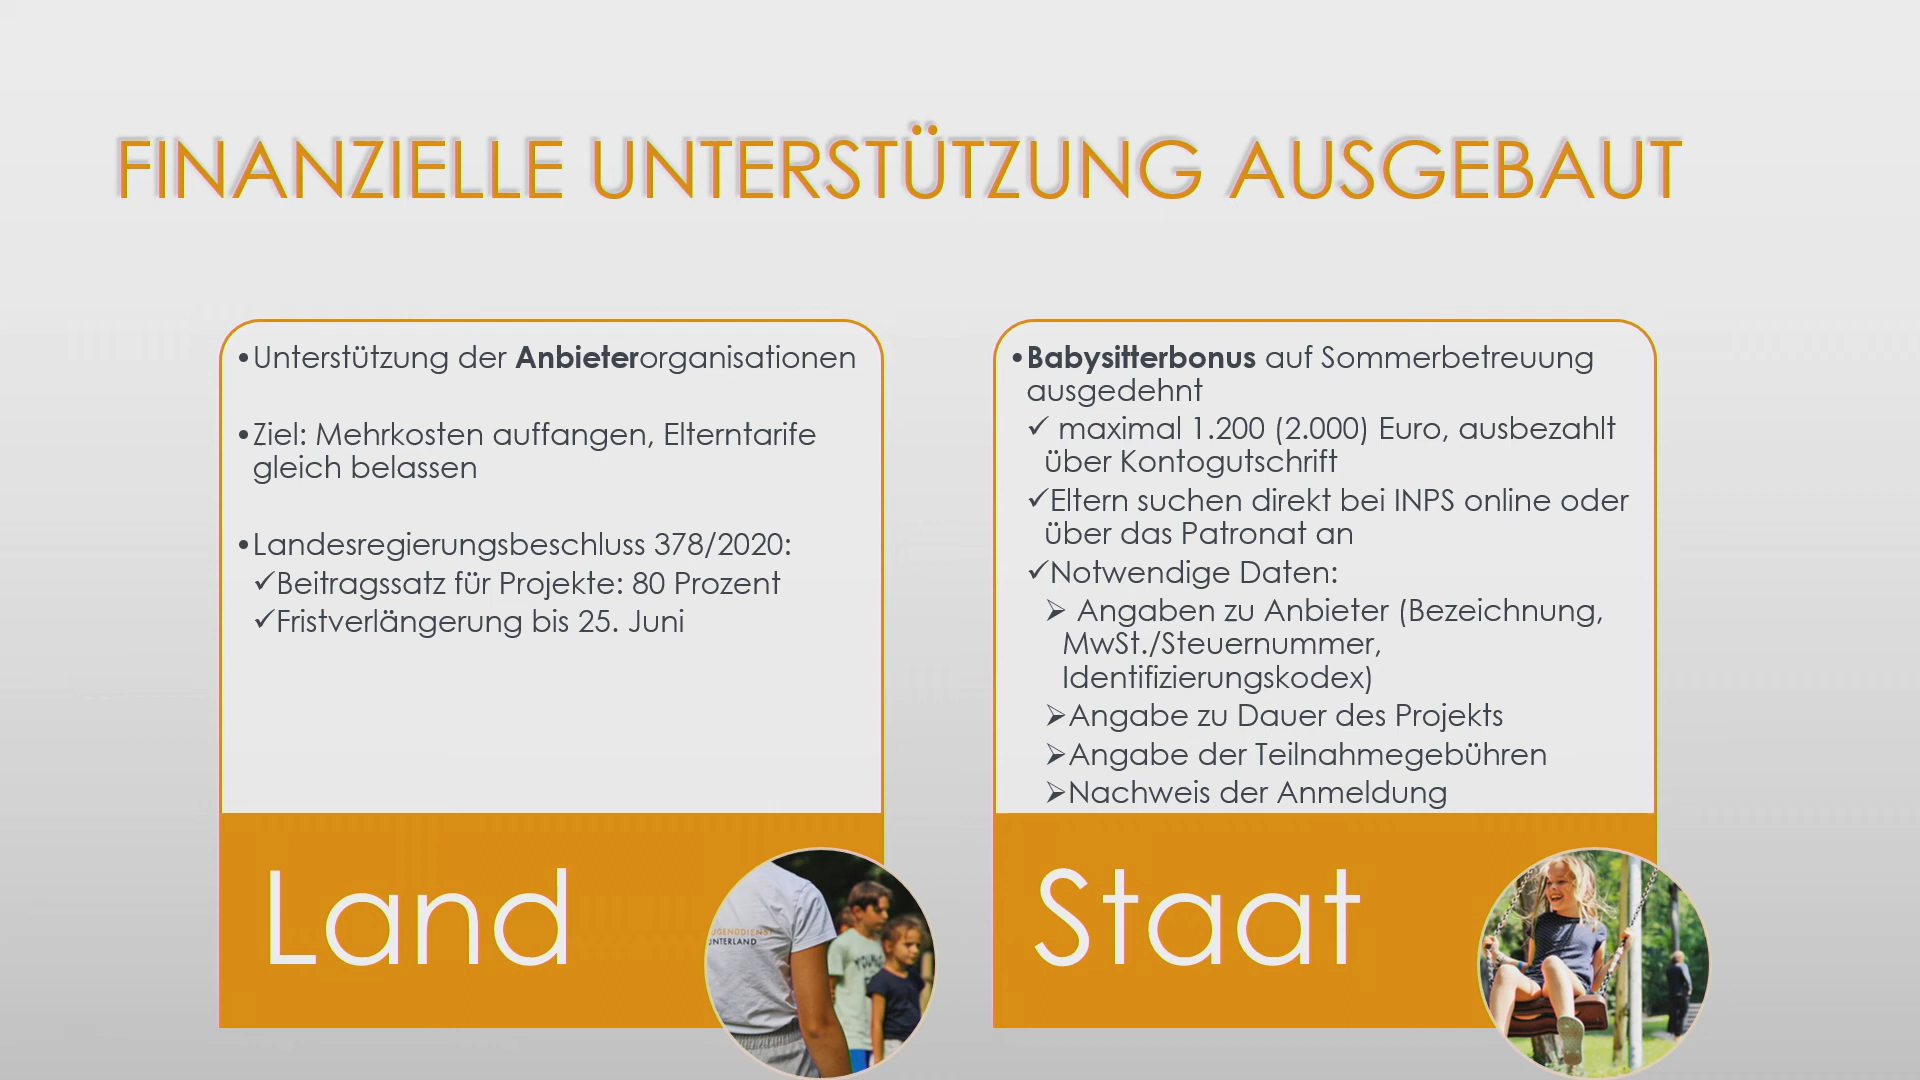 FINANZIELLE UNTERSTÜTZUNG AUSGEBAUT
•Unterstützung der Anbieterorganisationen
•Ziel: Mehrkosten auffangen, Elterntarife
gleich belassen
•Landesregierungsbeschluss 378/2020:
✓Beitragssatz für Projekte: 80 Prozent
✓Fristverlängerung bis 25. Juni
Land
JUGENDDIENST
UNTERLAND
•Babysitterbonus auf Sommerbetreuung
ausgedehnt
✓ maximal 1.200 (2.000) Euro, ausbezahlt
über Kontogutschrift
✓Eltern suchen direkt bei INPS online oder
über das Patronat an
✓Notwendige Daten:
➢ Angaben zu Anbieter (Bezeichnung,
MwSt./Steuernummer,
Identifizierungskodex)
➢Angabe zu Dauer des Projekts
➢Angabe der Teilnahmegebühren
➢Nachweis der Anmeldung
Staat